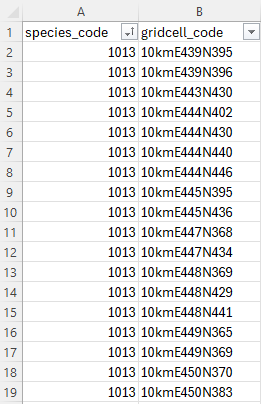 A B
1 species_code gridcell_code
2 1013 10kmE439N395
3 1013 10kmE439N396
4 1013 10kmE443N430
5 1013 10kmE444N402
6 1013 10kmE444N430
7 1013 10kmE444N440
8 1013 10kmE444N446
9 1013 10kmE445N395
10 1013 10kmE445N436
11 1013 10kmE447N368
12 1013 10kmE447N434
13 1013 10kmE448N369
14 1013 10kmE448N429
15 1013 10kmE448N441
16 1013 10kmE449N365
17 1013 10kmE449N369
18 1013 10kmE450N370
19 1013 10kmE450N383